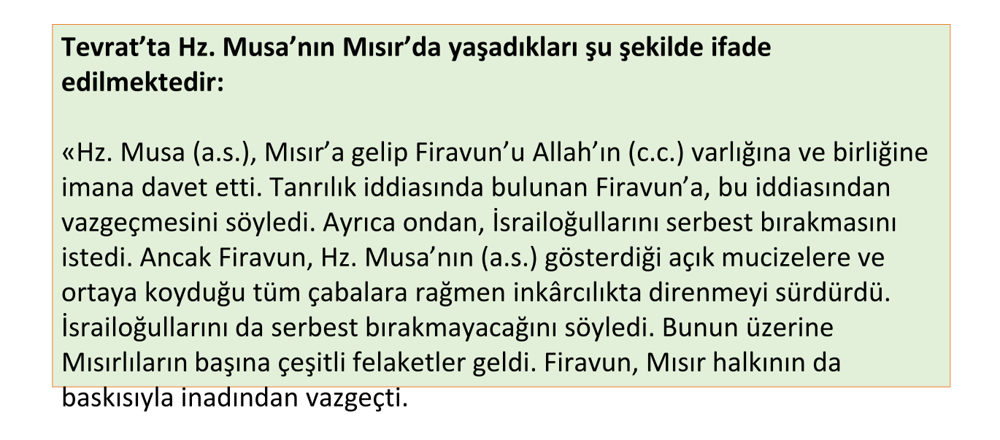 Tevrat’ta Hz. Musa’nın Mısır’da yaşadıkları şu şekilde ifade
edilmektedir:
«Hz. Musa (a.s.), Mısır’a gelip Firavun’u Allah’ın (c.c.) varlığına ve birliğine
imana davet etti. Tanrılık iddiasında bulunan Firavun’a, bu iddiasından
vazgeçmesini söyledi. Ayrıca ondan, İsrailoğullarını serbest bırakmasını
istedi. Ancak Firavun, Hz. Musa’nın (a.s.) gösterdiği açık mucizelere ve
ortaya koyduğu tüm çabalara rağmen inkârcılıkta direnmeyi sürdürdü.
İsrailoğullarını da serbest bırakmayacağını söyledi. Bunun üzerine
Mısırlıların başına çeşitli felaketler geldi. Firavun, Mısır halkının da
baskısıyla inadından vazgeçti.